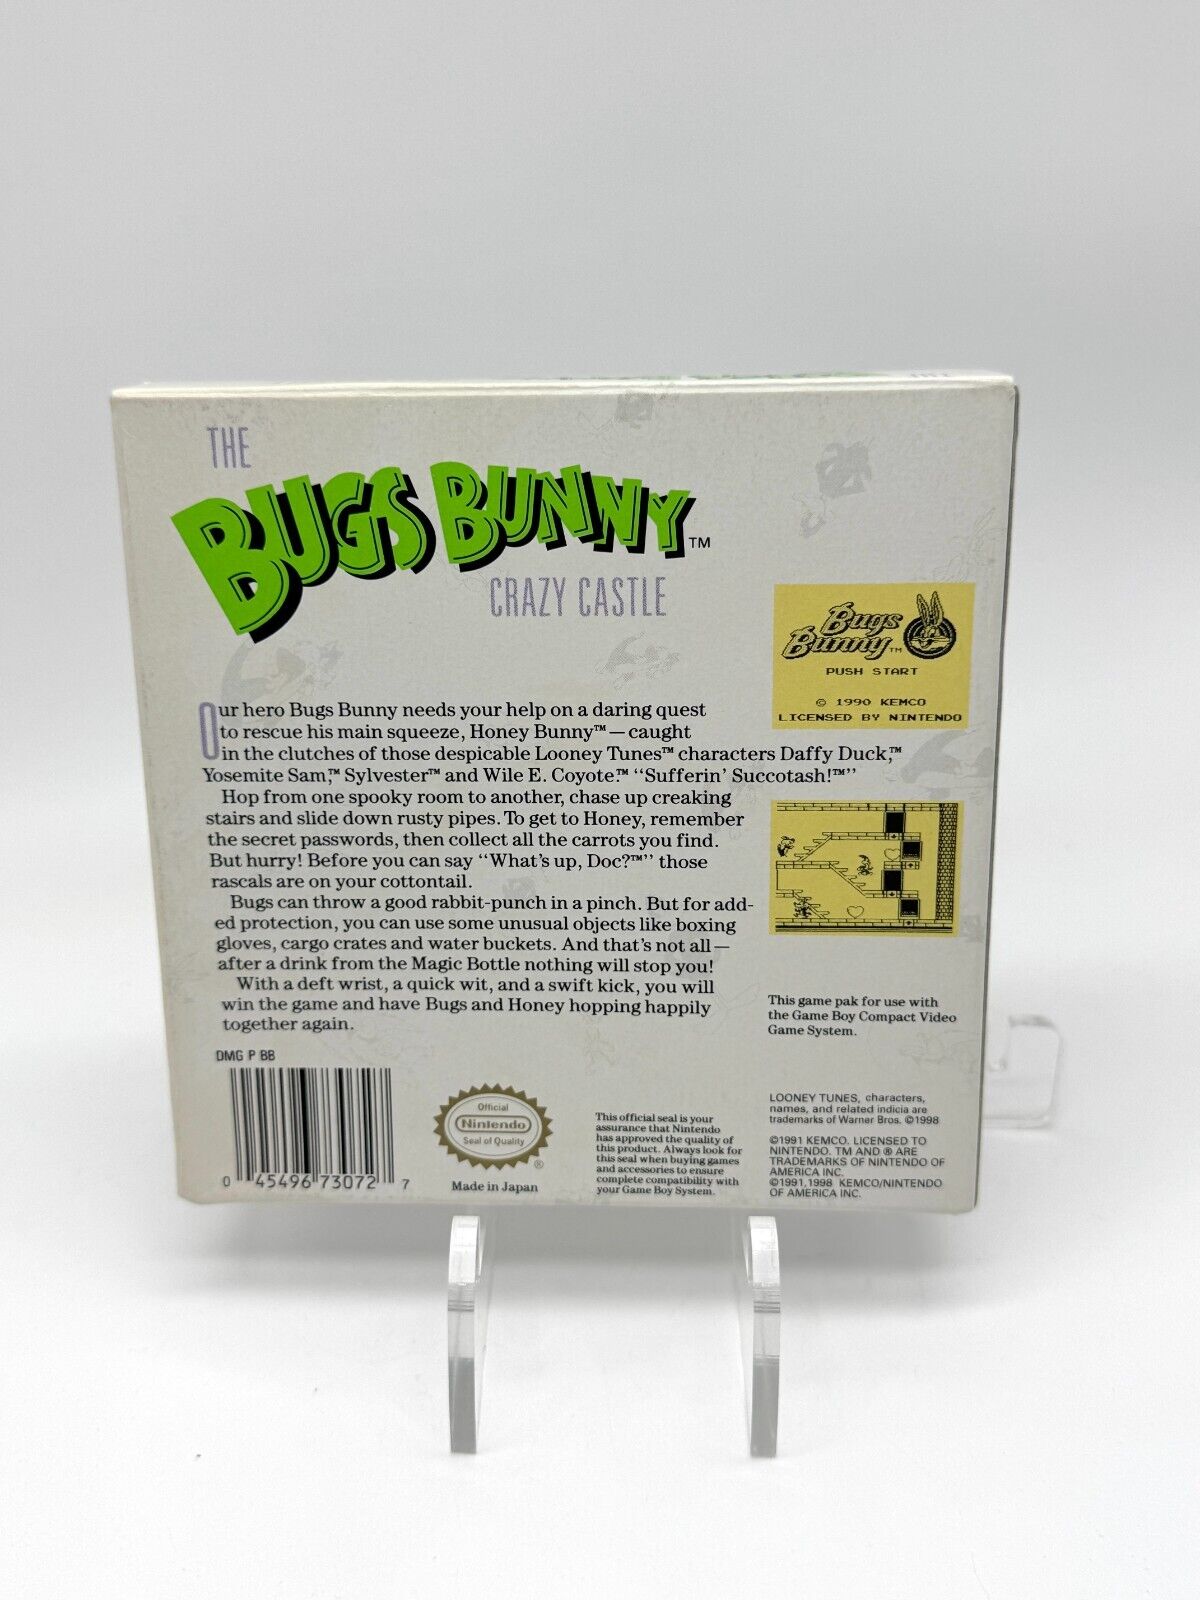 THE
BUGS BUNNY™
CRAZY CASTLE
Our hero Bugs Bunny needs your help on a daring quest
to rescue his main squeeze, Honey Bunny™—caught
in the clutches of those despicable Looney Tunes™ characters Daffy Duck,™
Yosemite Sam,™ Sylvester™ and Wile E. Coyote.™ “Sufferin’ Succotash!™”
Hop from one spooky room to another, chase up creaking
stairs and slide down rusty pipes. To get to Honey, remember
the secret passwords, then collect all the carrots you find.
But hurry! Before you can say “What’s up, Doc?™” those
rascals are on your cottontail.
Bugs can throw a good rabbit-punch in a pinch. But for add-
ed protection, you can use some unusual objects like boxing
gloves, cargo crates and water buckets. And that’s not all—
after a drink from the Magic Bottle nothing will stop you!
With a deft wrist, a quick wit, and a swift kick, you will
win the game and have Bugs and Honey hopping happily
together again.
Bugs
Bunny™
PUSH START
© 1990 KEMCO
LICENSED BY NINTENDO
This game pak for use with
the Game Boy Compact Video
Game System.
DMG P BB
0 45496 73072 7
Official
Nintendo
Seal of Quality
®
Made in Japan
This official seal is your
assurance that Nintendo
has approved the quality of
this product. Always look for
this seal when buying games
and accessories to ensure
complete compatibility with
your Game Boy System.
LOONEY TUNES, characters,
names, and related indicia are
trademarks of Warner Bros. ©1998
©1991 KEMCO. LICENSED TO
NINTENDO. TM AND ® ARE
TRADEMARKS OF NINTENDO OF
AMERICA INC.
©1991,1998 KEMCO/NINTENDO
OF AMERICA INC.